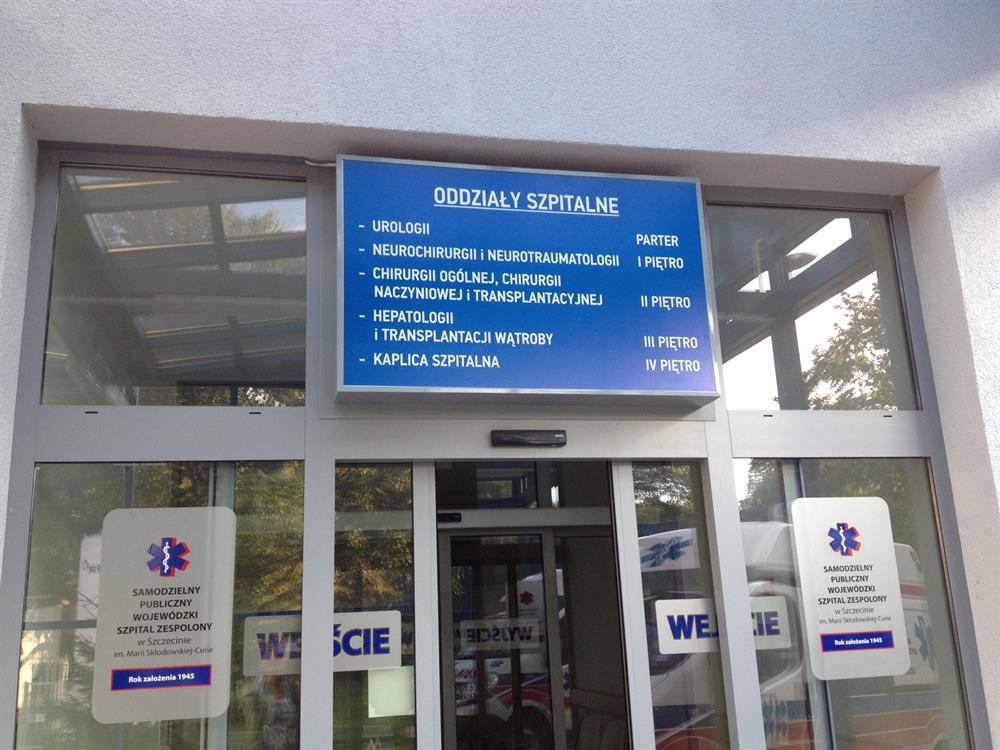 ODDZIAŁY SZPITALNE
- UROLOGII PARTER
- NEUROCHIRURGII i NEUROTRAUMATOLOGII I PIĘTRO
- CHIRURGII OGÓLNEJ, CHIRURGII
NACZYNIOWEJ i TRANSPLANTACYJNEJ II PIĘTRO
- HEPATOLOGII
i TRANSPLANTACJI WĄTROBY III PIĘTRO
- KAPLICA SZPITALNA IV PIĘTRO
SAMODZIELNY
PUBLICZNY
WOJEWÓDZKI
SZPITAL ZESPOLONY
w Szczecinie
im. Marii Skłodowskiej-Curie
Rok założenia 1945
WEJŚCIE
WYJŚCIE
WEJŚCIE
SAMODZIELNY
PUBLICZNY
WOJEWÓDZKI
SZPITAL ZESPOLONY
w Szczecinie
im. Marii Skłodowskiej-Curie
Rok założenia 1945